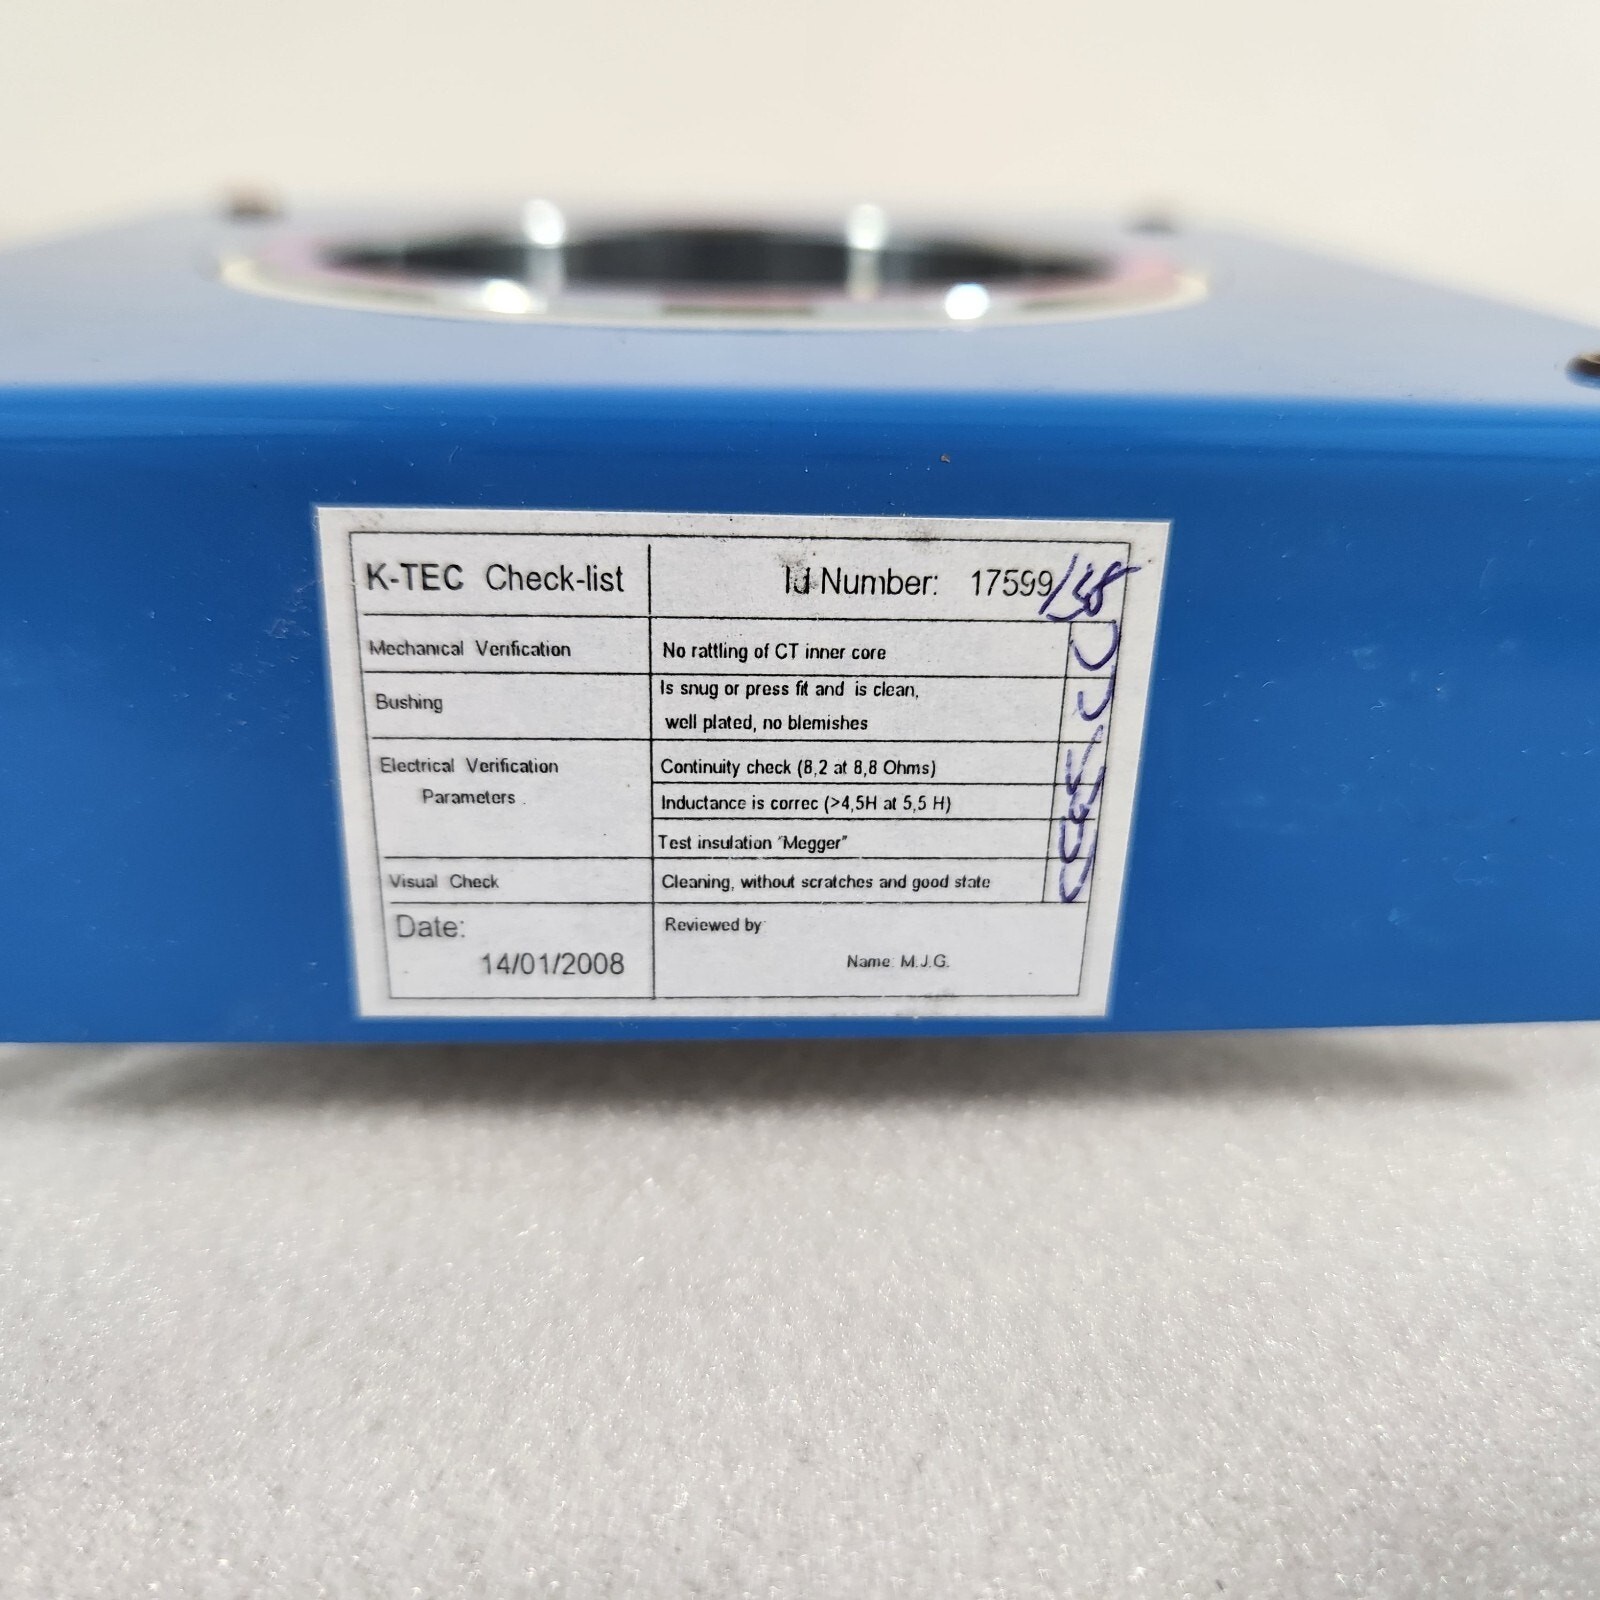 K-TEC Check-list
Id Number: 17599/38
Mechanical Verification
No rattling of CT inner core
Bushing
Is snug or press fit and is clean,
well plated, no blemishes
Electrical Verification
Parameters
Continuity check (8,2 at 8,8 Ohms)
Inductance is correc (>4,5H at 5,5 H)
Test insulation "Megger"
Visual Check
Cleaning, without scratches and good state
Date:
14/01/2008
Reviewed by
Name: M.J.G.